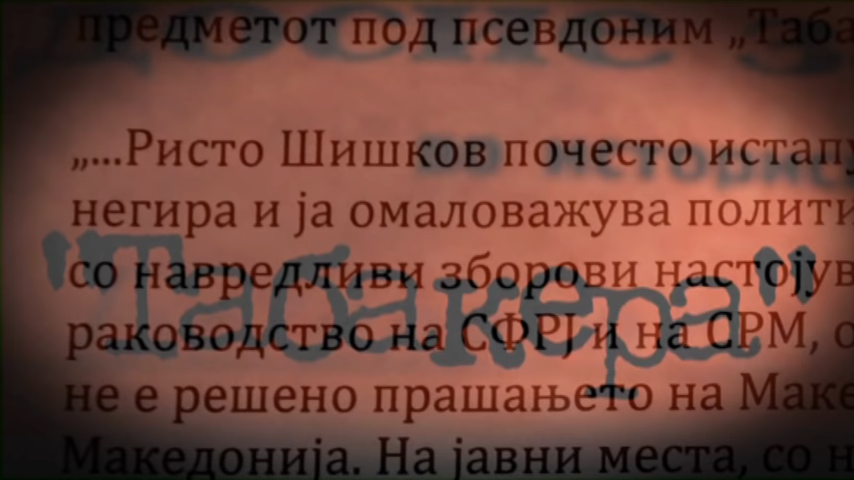 предметот под псевдоним „Таба
„...Ристо Шишков почесто истапу
негира и ја омаловажува полити
со навредливи зборови настојув
раководство на СФРЈ и на СРМ, о
не е решено прашањето на Маке
Македонија. На јавни места, со н
"Табакера"